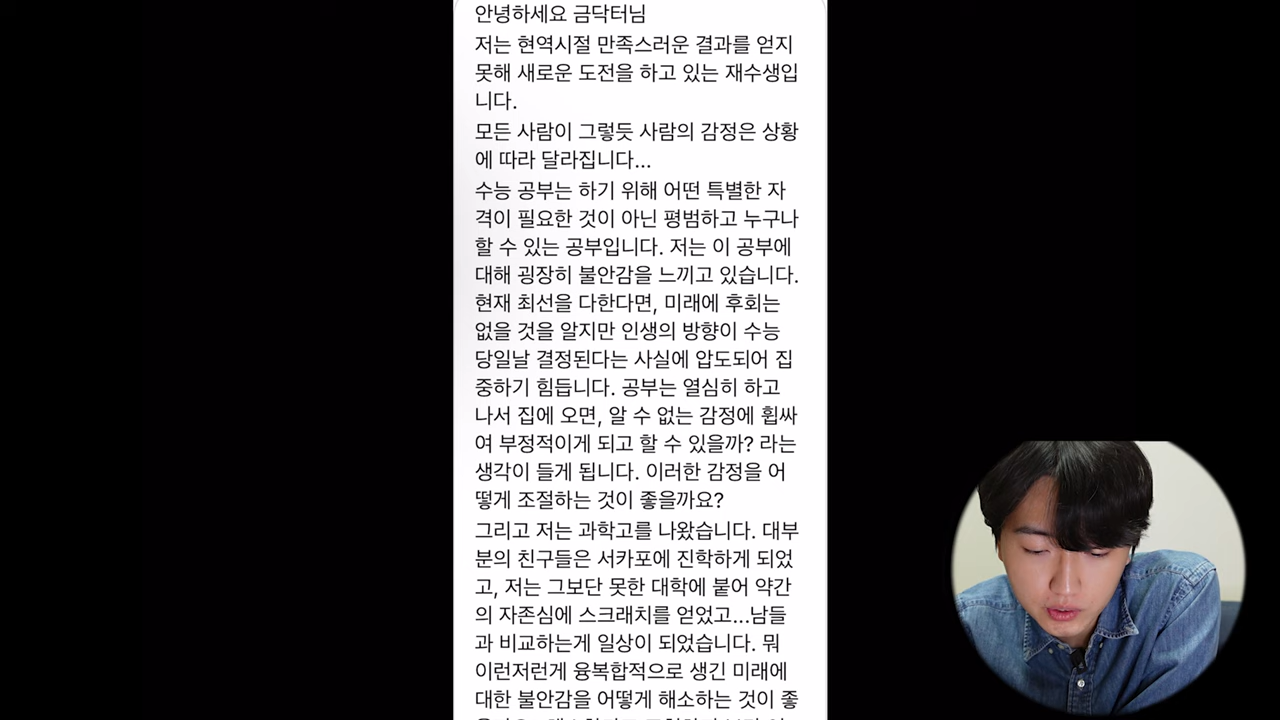 안녕하세요 금닥터님
저는 현역시절 만족스러운 결과를 얻지
못해 새로운 도전을 하고 있는 재수생입
니다.
모든 사람이 그렇듯 사람의 감정은 상황
에 따라 달라집니다...
수능 공부는 하기 위해 어떤 특별한 자
격이 필요한 것이 아닌 평범하고 누구나
할 수 있는 공부입니다. 저는 이 공부에
대해 굉장히 불안감을 느끼고 있습니다.
현재 최선을 다한다면, 미래에 후회는
없을 것을 알지만 인생의 방향이 수능
당일날 결정된다는 사실에 압도되어 집
중하기 힘듭니다. 공부는 열심히 하고
나서 집에 오면, 알 수 없는 감정에 휩싸
여 부정적이게 되고 할 수 있을까? 라는
생각이 들게 됩니다. 이러한 감정을 어
떻게 조절하는 것이 좋을까요?
그리고 저는 과학고를 나왔습니다. 대부
분의 친구들은 서카포에 진학하게 되었
고, 저는 그보단 못한 대학에 붙어 약간
의 자존심에 스크래치를 얻었고...남들
과 비교하는게 일상이 되었습니다. 뭐
이런저런게 융복합적으로 생긴 미래에
대한 불안감을 어떻게 해소하는 것이 좋